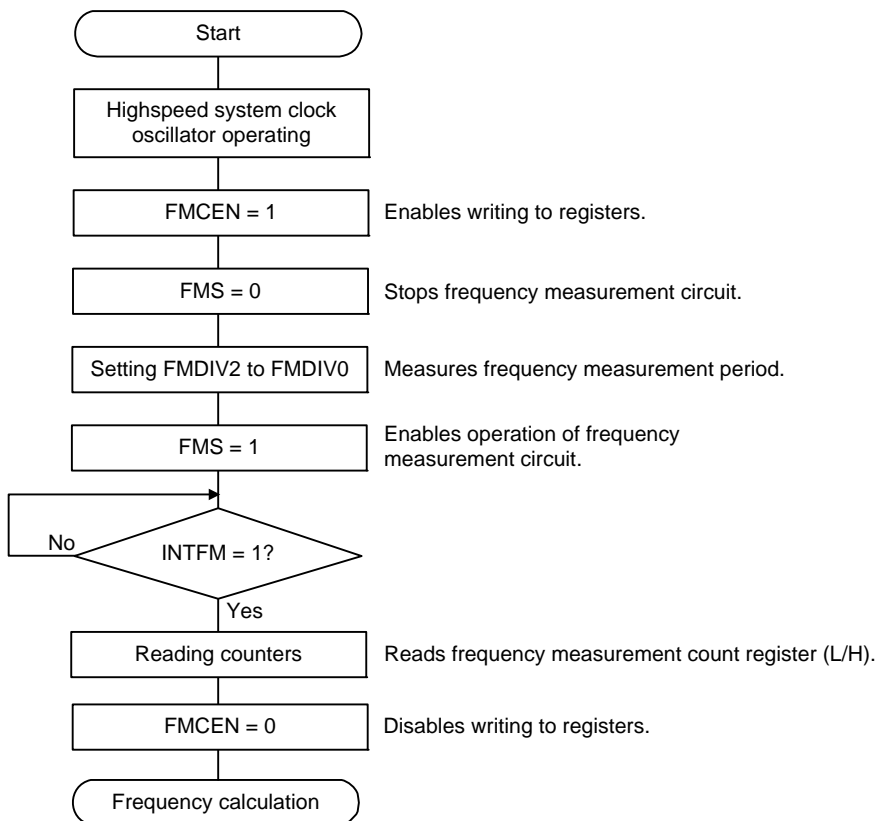 Start
Highspeed system clock
oscillator operating
FMCEN = 1
Enables writing to registers.
FMS = 0
Stops frequency measurement circuit.
Setting FMDIV2 to FMDIV0
Measures frequency measurement period.
FMS = 1
Enables operation of frequency
measurement circuit.
No
INTFM = 1?
Yes
Reading counters
Reads frequency measurement count register (L/H).
FMCEN = 0
Disables writing to registers.
Frequency calculation